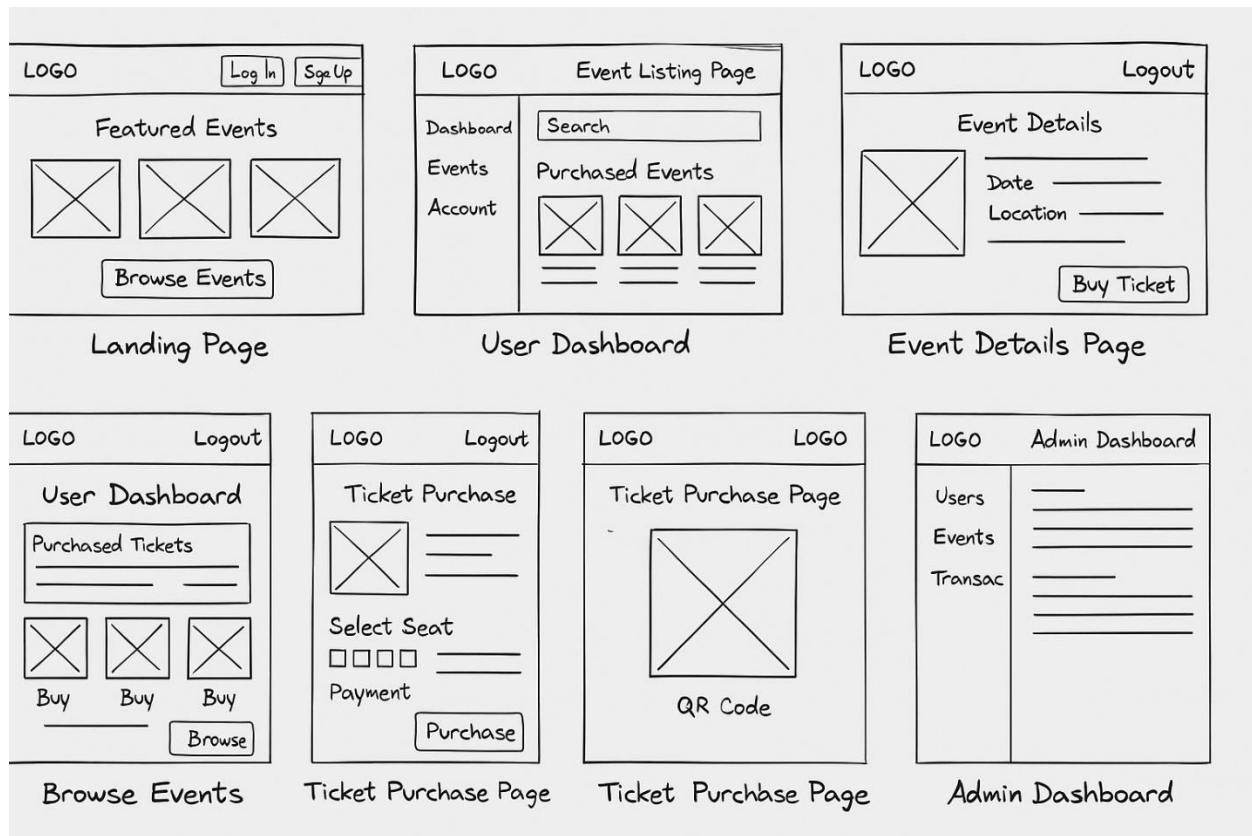 LOGO Log In Sge Up
Featured Events
Browse Events
Landing Page
LOGO Event Listing Page
Dashboard
Events
Account
Search
Purchased Events
User Dashboard
LOGO Logout
Event Details
Date
Location
Buy Ticket
Event Details Page
LOGO Logout
User Dashboard
Purchased Tickets
Buy Buy Buy
Browse
Browse Events
LOGO Logout
Ticket Purchase
Select Seat
Payment
Purchase
Ticket Purchase Page
LOGO LOGO
Ticket Purchase Page
QR Code
Ticket Purchase Page
LOGO Admin Dashboard
Users
Events
Transac
Admin Dashboard